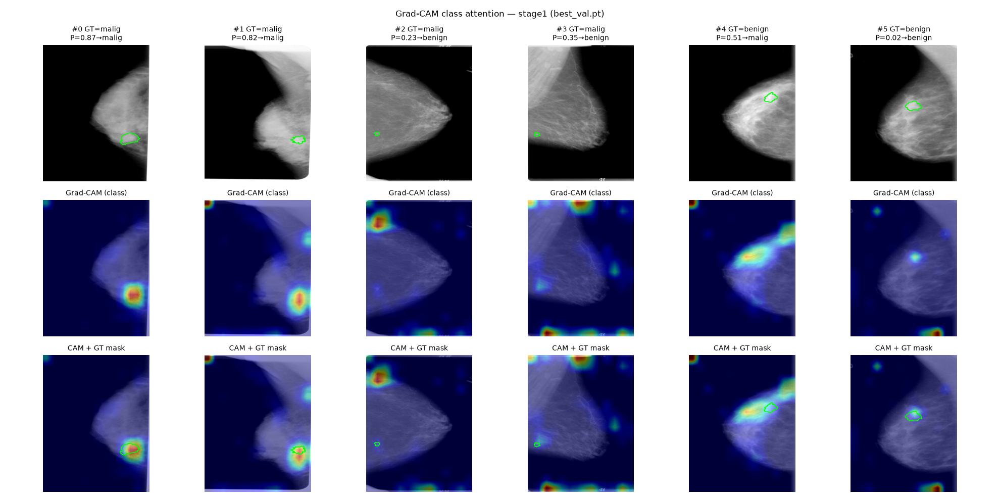 Grad-CAM class attention — stage1 (best_val.pt)
#0 GT=malig
P=0.87→malig
#1 GT=malig
P=0.82→malig
#2 GT=malig
P=0.23→benign
#3 GT=malig
P=0.35→benign
#4 GT=benign
P=0.51→malig
#5 GT=benign
P=0.02→benign
Grad-CAM (class)
Grad-CAM (class)
Grad-CAM (class)
Grad-CAM (class)
Grad-CAM (class)
Grad-CAM (class)
CAM + GT mask
CAM + GT mask
CAM + GT mask
CAM + GT mask
CAM + GT mask
CAM + GT mask